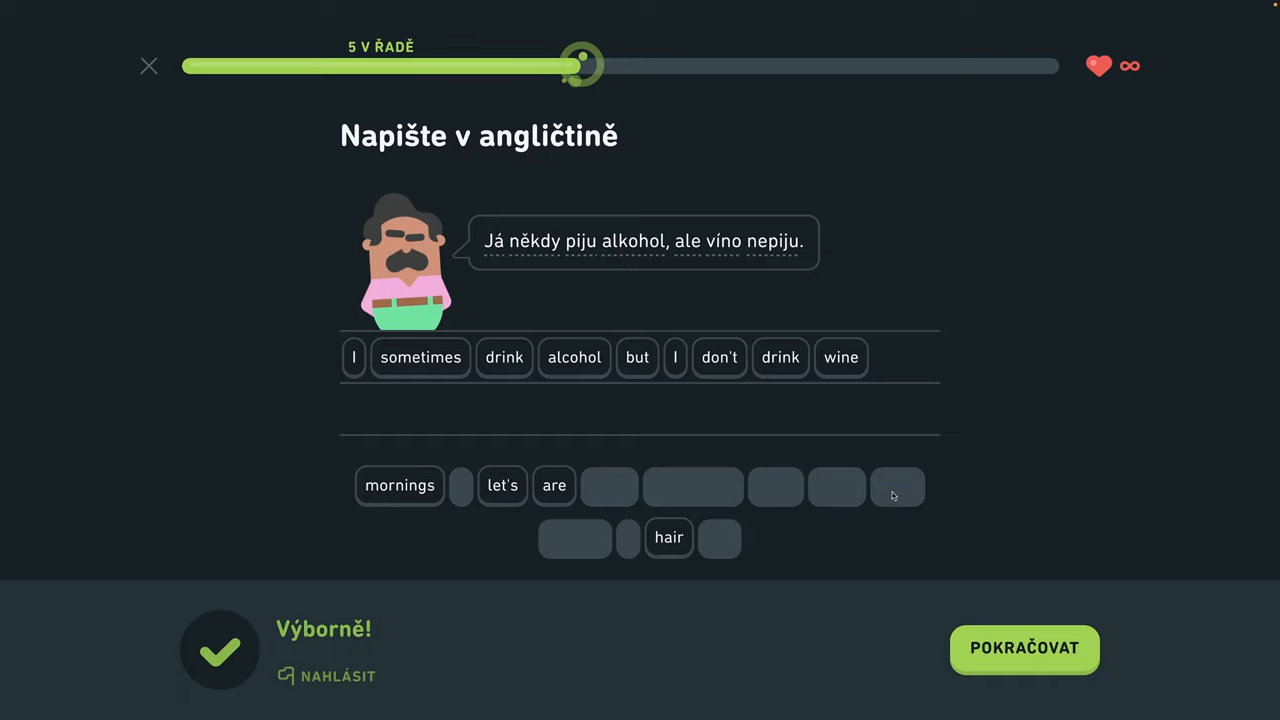 5 V ŘADĚ
∞
Napište v angličtině
Já někdy piju alkohol, ale víno nepiju.
I sometimes drink alcohol but I don't drink wine
mornings let's are
hair
Výborně!
NAHLÁSIT
POKRAČOVAT